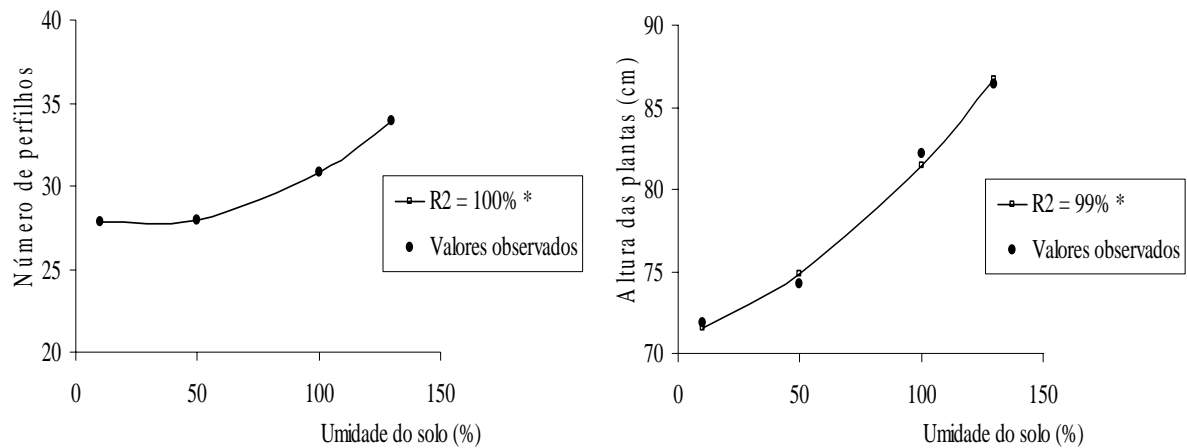 Número de perfilhos
40
35
30
25
20
0
50
100
150
Umidade do solo (%)
R2 = 100% *
Valores observados
Altura das plantas (cm)
90
85
80
75
70
0
50
100
150
Umidade do solo (%)
R2 = 99% *
Valores observados